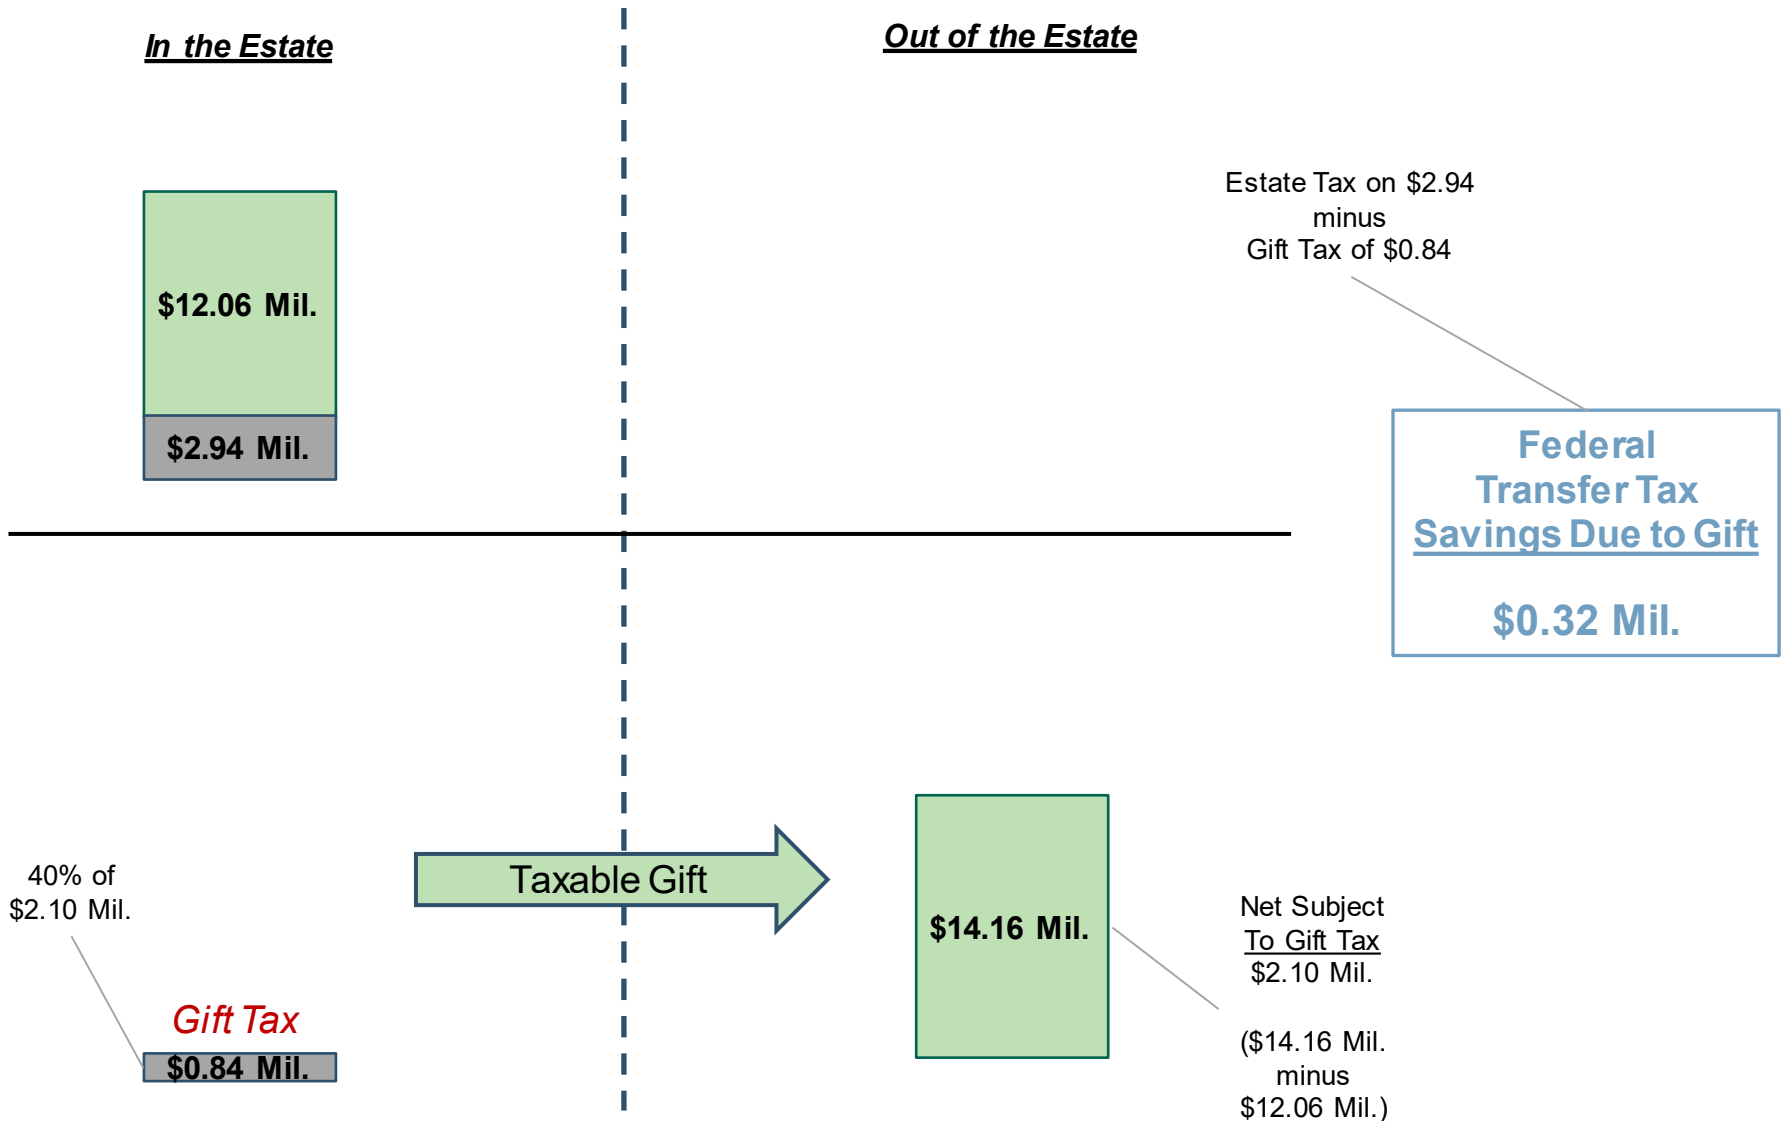 In the Estate
Out of the Estate
$12.06 Mil.
$2.94 Mil.
Estate Tax on $2.94
minus
Gift Tax of $0.84
Federal
Transfer Tax
Savings Due to Gift
$0.32 Mil.
40% of
$2.10 Mil.
Gift Tax
$0.84 Mil.
Taxable Gift
$14.16 Mil.
Net Subject
To Gift Tax
$2.10 Mil.
($14.16 Mil.
minus
$12.06 Mil.)